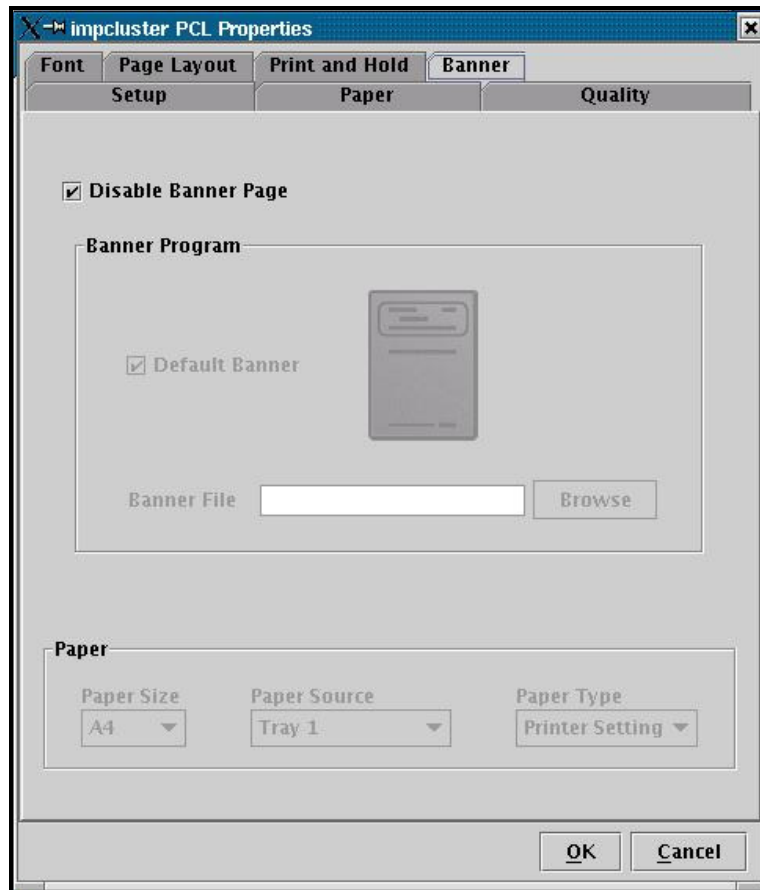 impcluster PCL Properties
Font Page Layout Print and Hold Banner
Setup Paper Quality
Disable Banner Page
Banner Program
Default Banner
Banner File Browse
Paper
Paper Size Paper Source Paper Type
A4 Tray 1 Printer Setting
OK Cancel